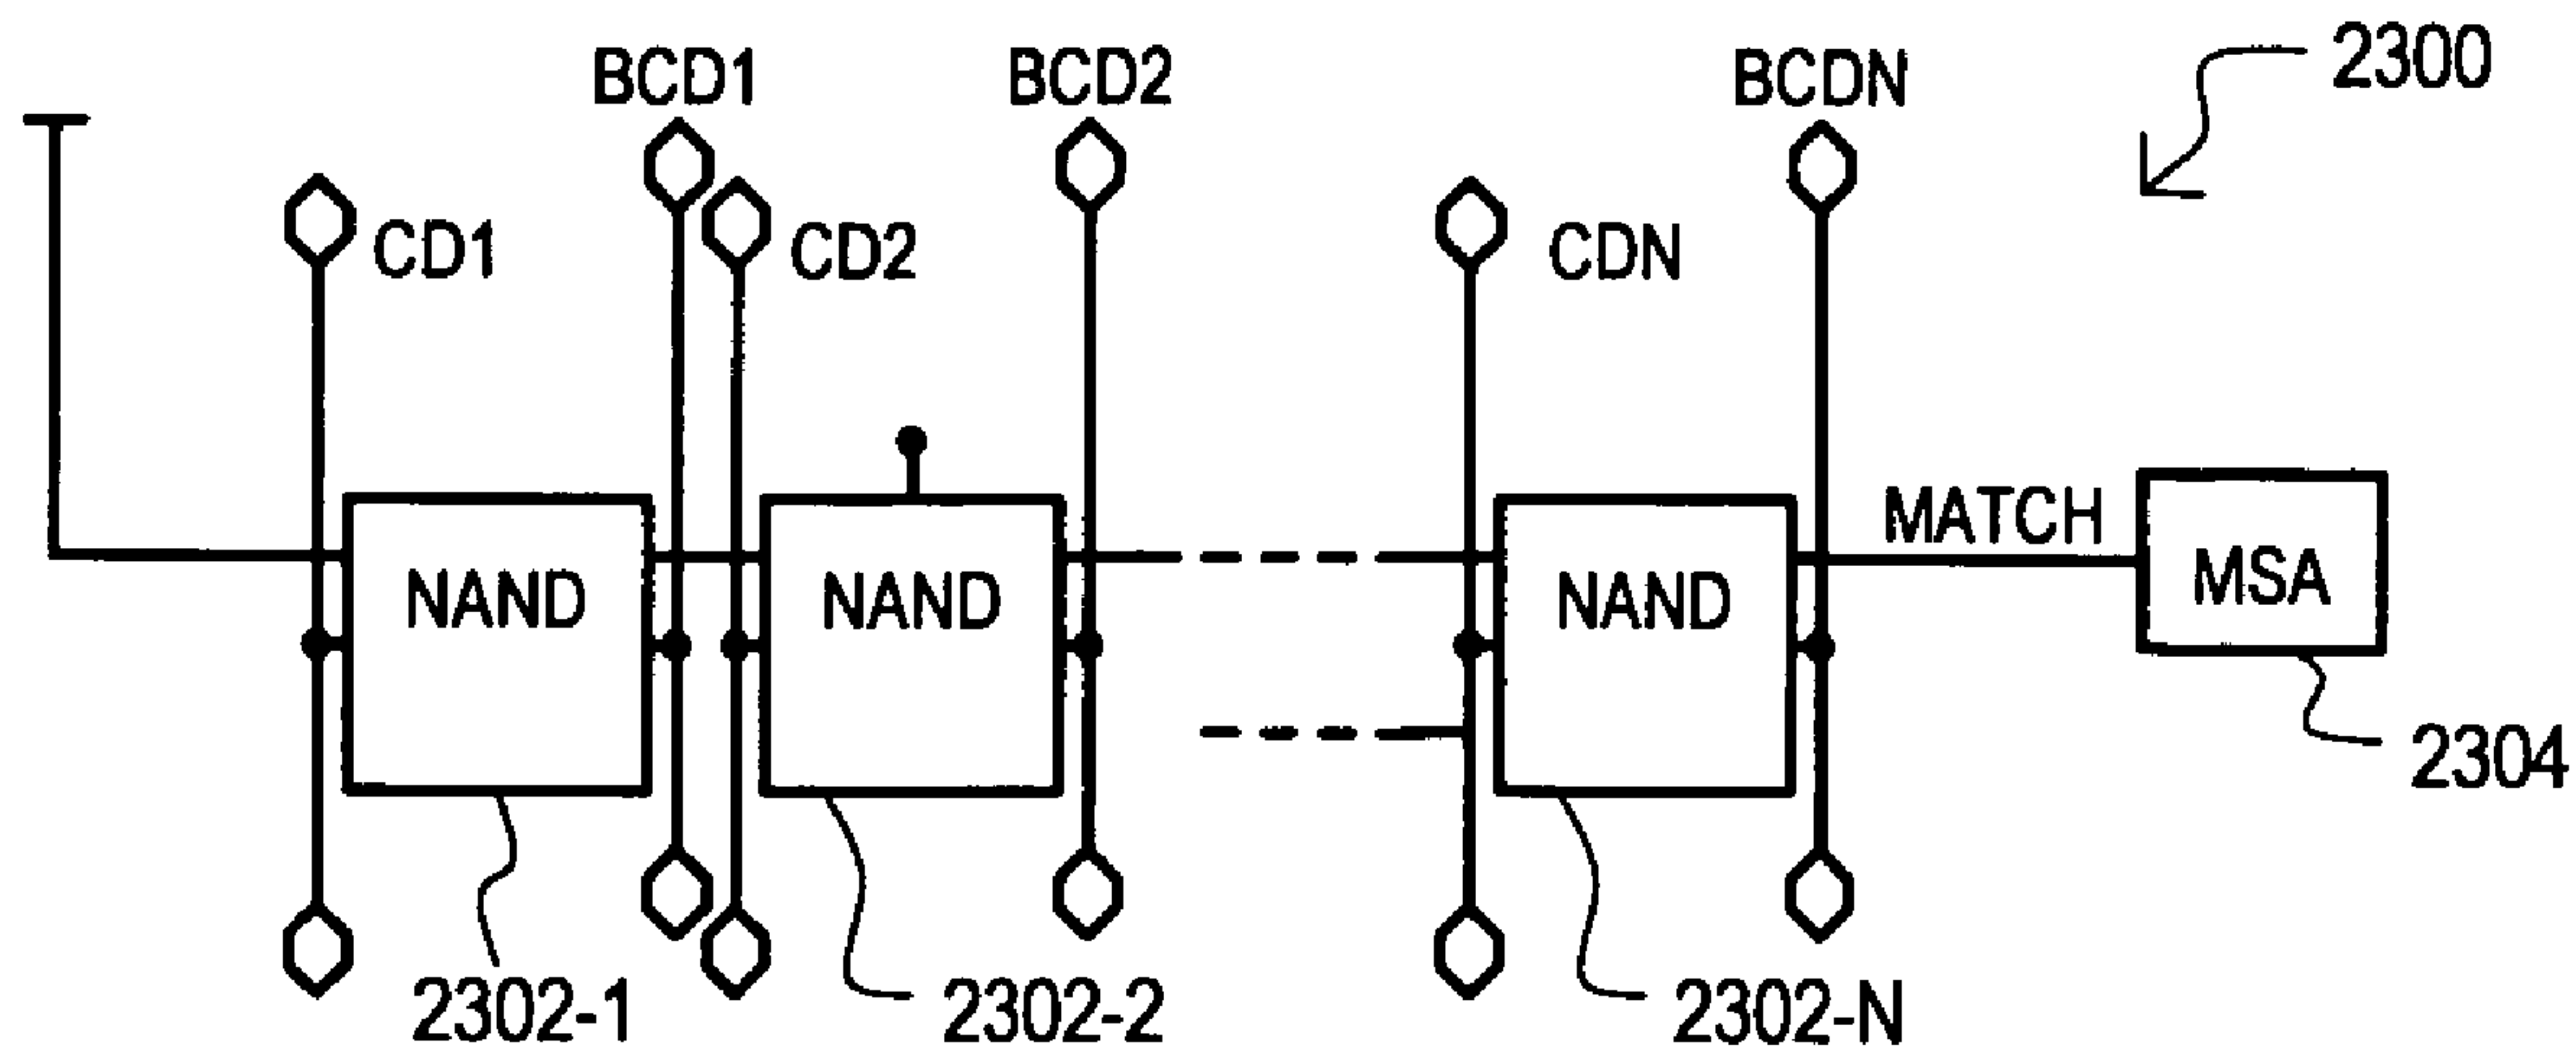 2300
BCD1 BCD2 BCDN
CD1 CD2 CDN
MATCH
NAND NAND NAND MSA
2304
2302-1 2302-2 2302-N